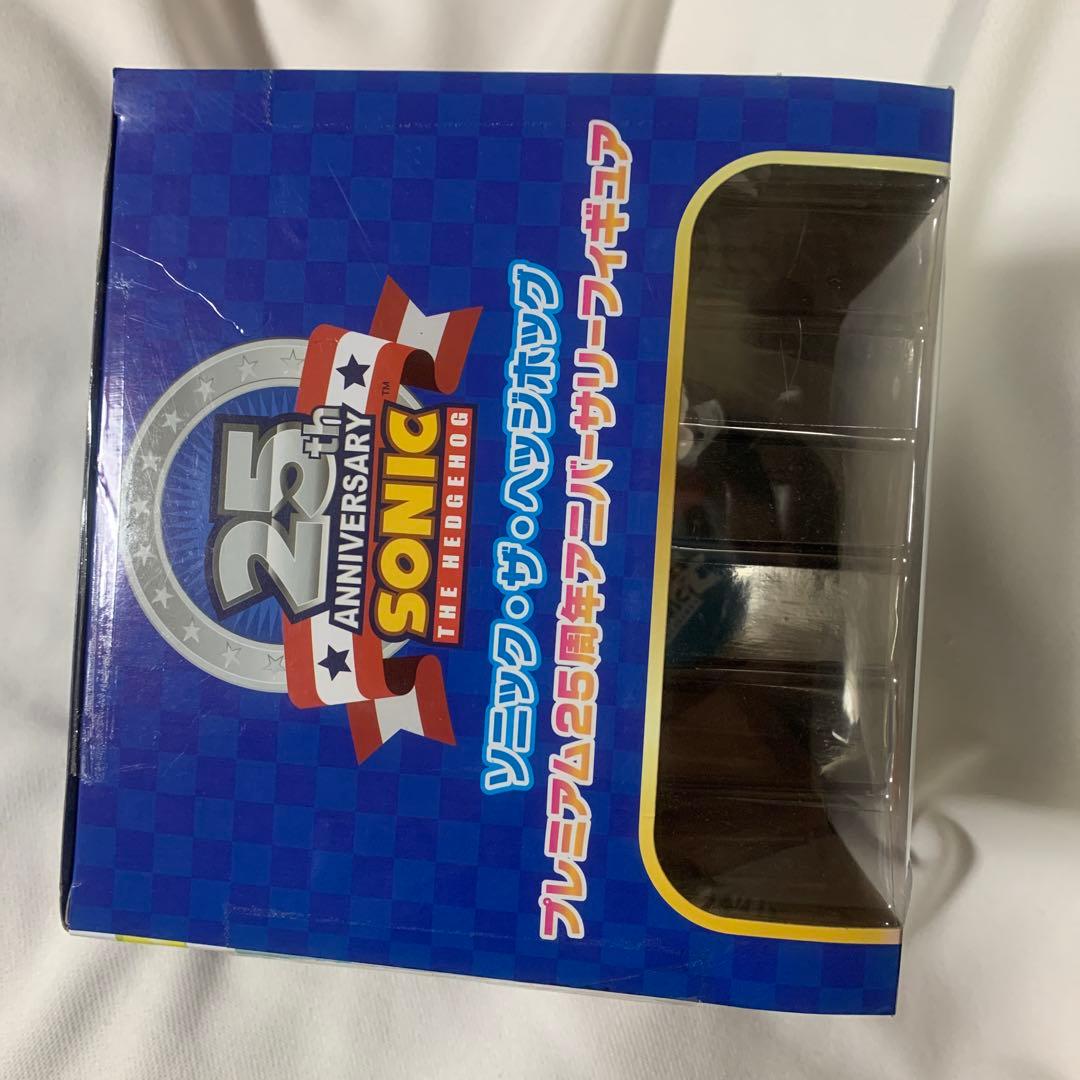 25th
ANNIVERSARY
SONIC™
THE HEDGEHOG
ソニック・ザ・ヘッジホッグ
プレミアム25周年アニバーサリーフィギュア